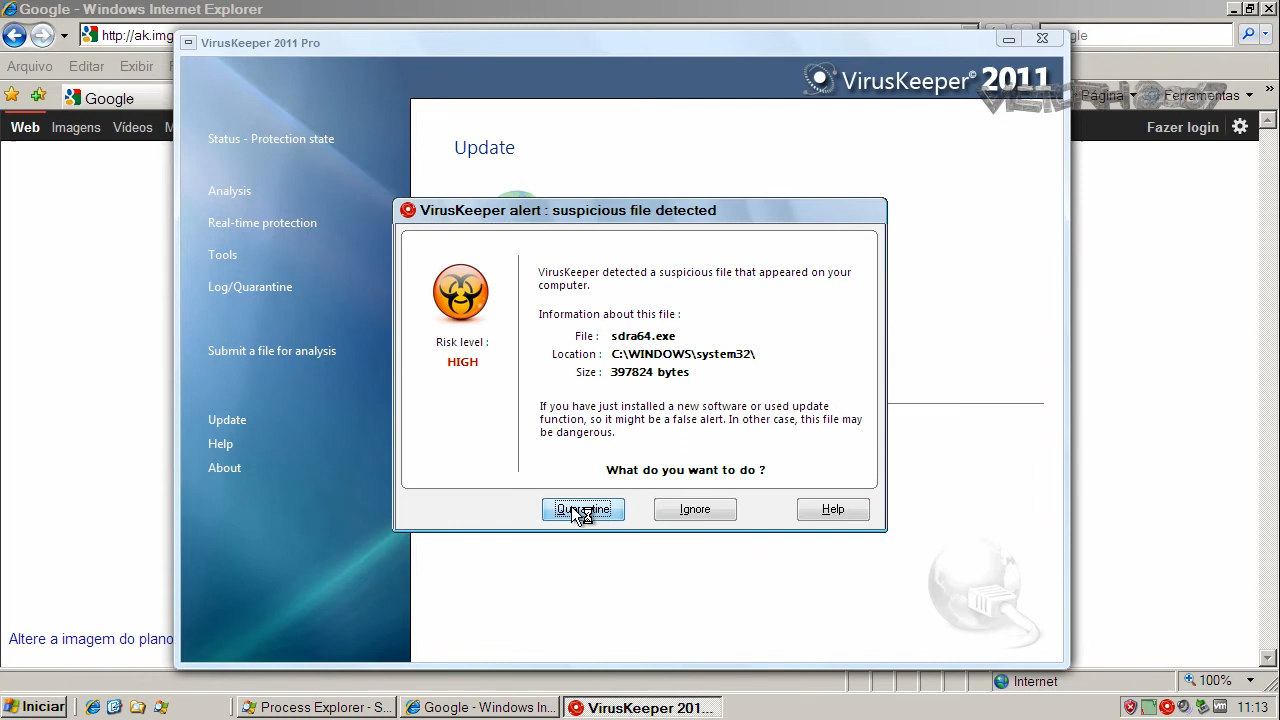 Google - Windows Internet Explorer
http://ak.img
gle
Arquivo Editar Exibir
Google
Página
Ferramentas
Web Imagens Vídeos M
Fazer login
VirusKeeper 2011 Pro
VirusKeeper© 2011
Status - Protection state
Analysis
Real-time protection
Tools
Log/Quarantine
Submit a file for analysis
Update
Help
About
Update
VirusKeeper alert : suspicious file detected
VirusKeeper detected a suspicious file that appeared on your
computer.
Information about this file :
File : sdra64.exe
Location : C:\WINDOWS\system32\
Size : 397824 bytes
Risk level :
HIGH
If you have just installed a new software or used update
function, so it might be a false alert. In other case, this file may
be dangerous.
What do you want to do ?
Quarantine
Ignore
Help
Altere a imagem do plano
Internet
100%
Iniciar
Process Explorer - S...
Google - Windows In...
VirusKeeper 201...
11:13